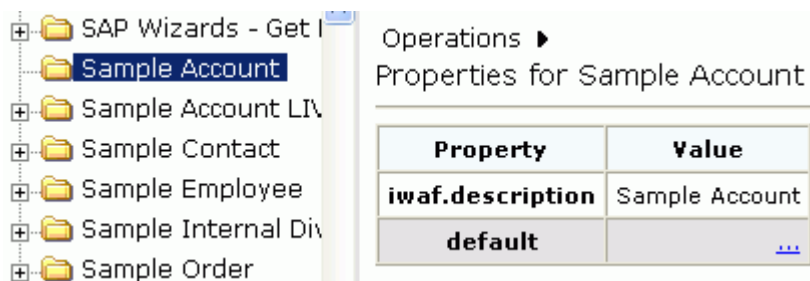 SAP Wizards - Get
Sample Account
Sample Account LIV
Sample Contact
Sample Employee
Sample Internal Div
Sample Order
Operations
Properties for Sample Account
Property Value
iwaf.description Sample Account
default ...